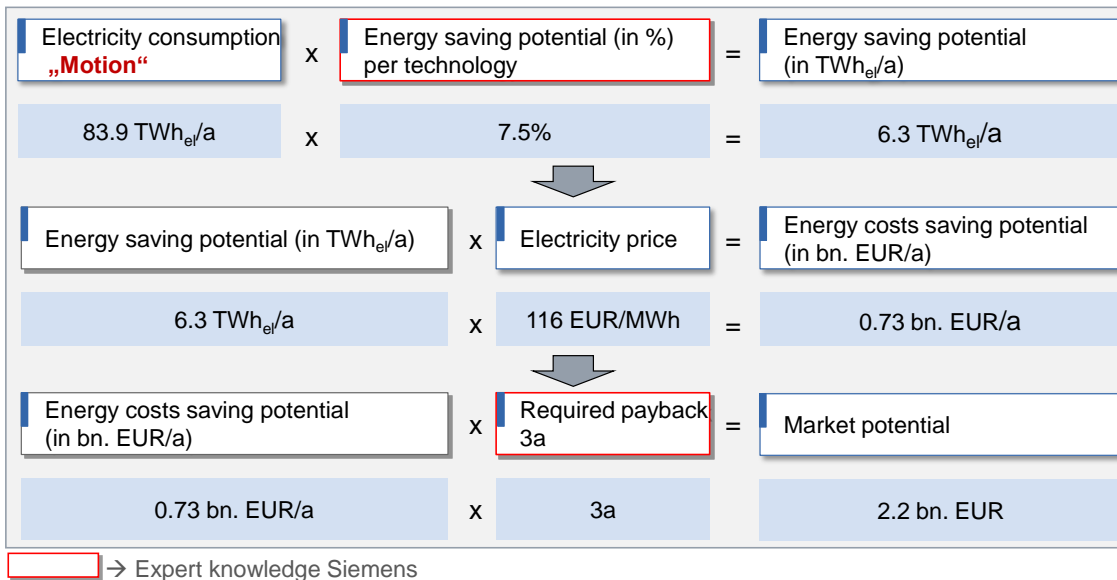 Electricity consumption
„Motion“
x
Energy saving potential (in %)
per technology
=
Energy saving potential
(in TWhel/a)
83.9 TWhel/a
x
7.5%
=
6.3 TWhel/a
Energy saving potential (in TWhel/a)
x
Electricity price
=
Energy costs saving potential
(in bn. EUR/a)
6.3 TWhel/a
x
116 EUR/MWh
=
0.73 bn. EUR/a
Energy costs saving potential
(in bn. EUR/a)
x
Required payback
3a
=
Market potential
0.73 bn. EUR/a
x
3a
2.2 bn. EUR
→ Expert knowledge Siemens